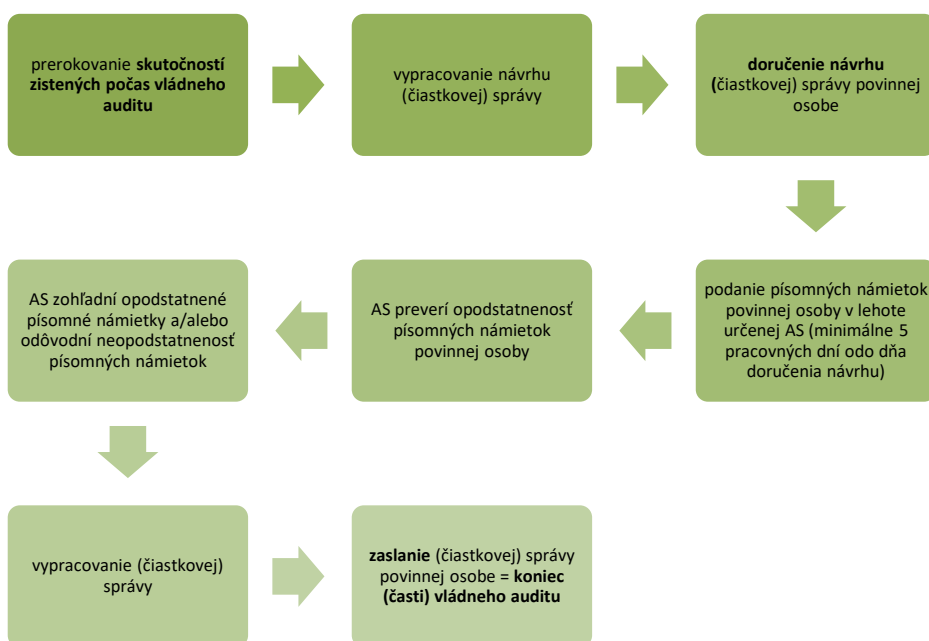 prerokovanie skutočností
zistených počas vládneho
auditu
vypracovanie návrhu
(čiastkovej) správy
doručenie návrhu
(čiastkovej) správy povinnej
osobe
podanie písomných námietok
povinnej osoby v lehote
určenej AS (minimálne 5
pracovných dní odo dňa
doručenia návrhu)
AS preverí opodstatnenosť
písomných námietok
povinnej osoby
AS zohľadní opodstatnené
písomné námietky a/alebo
odôvodní neopodstatnenosť
písomných námietok
vypracovanie (čiastkovej)
správy
zaslanie (čiastkovej) správy
povinnej osobe = koniec
(časti) vládneho auditu